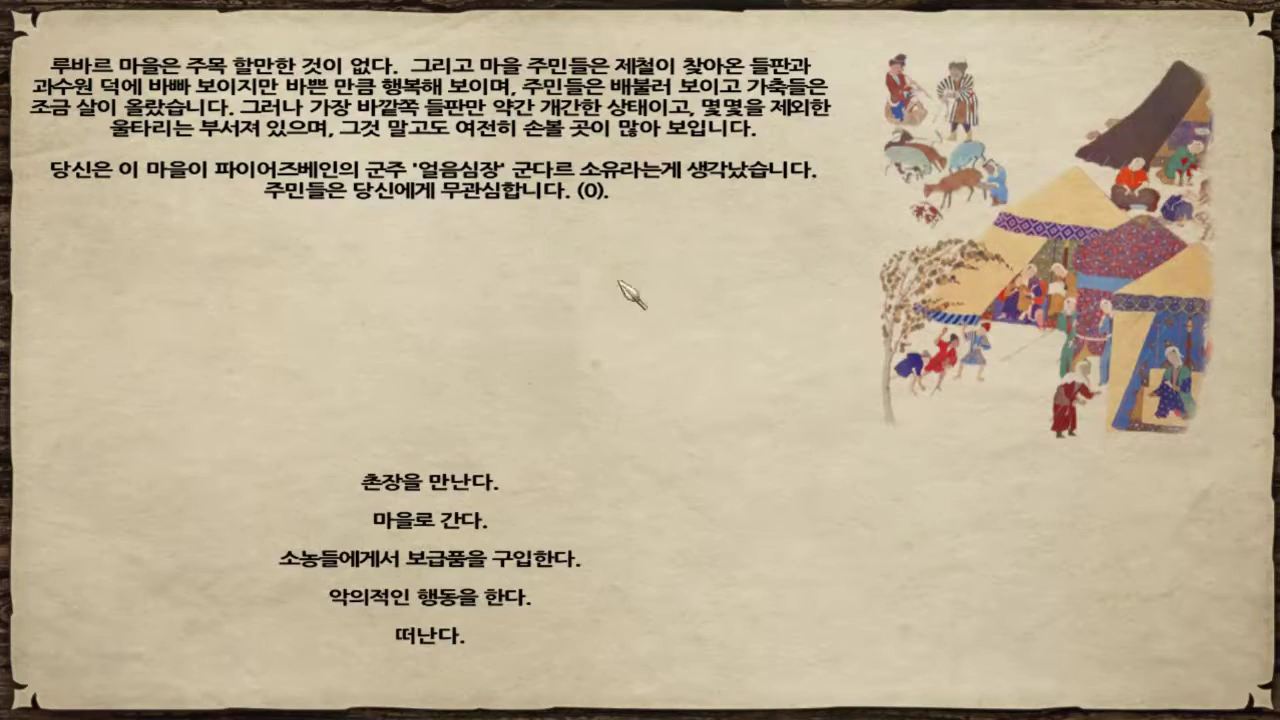 루바르 마을은 주목 할만한 것이 없다. 그리고 마을 주민들은 제철이 찾아온 들판과
과수원 덕에 바빠 보이지만 바쁜 만큼 행복해 보이며, 주민들은 배불러 보이고 가축들은
조금 살이 올랐습니다. 그러나 가장 바깥쪽 들판만 약간 개간한 상태이고, 몇몇을 제외한
울타리는 부서져 있으며, 그것 말고도 여전히 손볼 곳이 많아 보입니다.
당신은 이 마을이 파이어즈베인의 군주 '얼음심장' 군다르 소유라는게 생각났습니다.
주민들은 당신에게 무관심합니다. (0).
촌장을 만난다.
마을로 간다.
소농들에게서 보급품을 구입한다.
악의적인 행동을 한다.
떠난다.